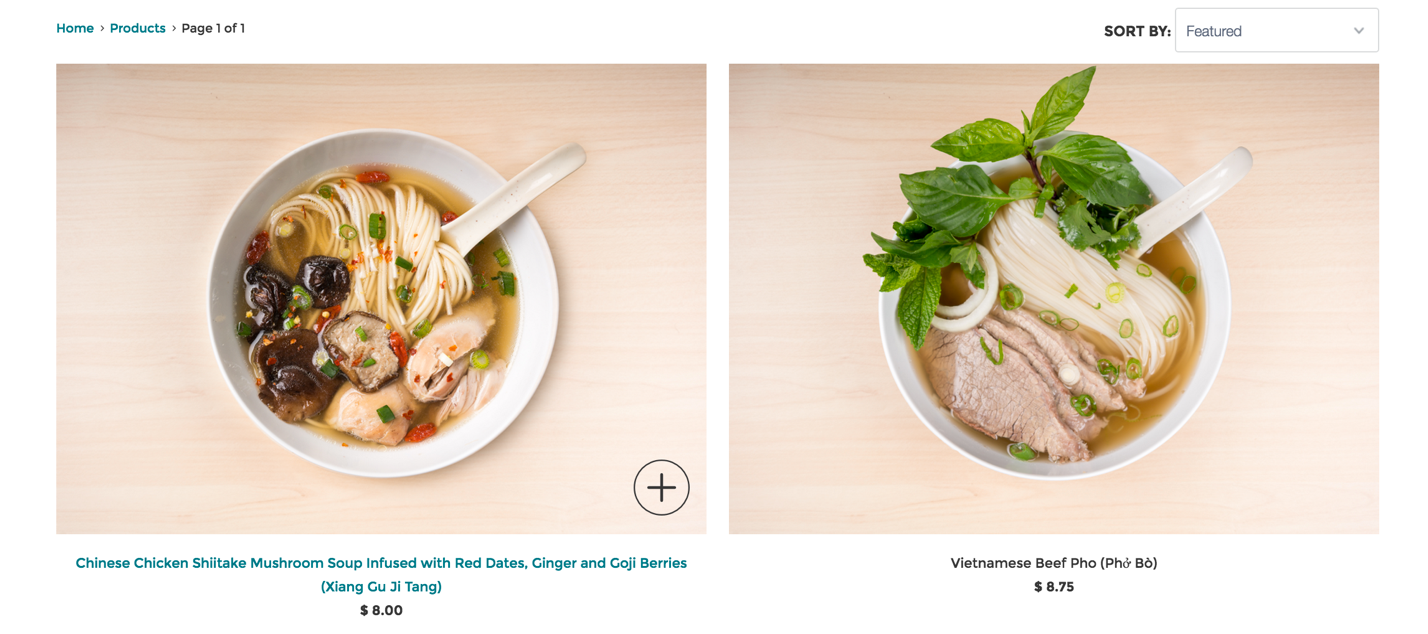 Home › Products › Page 1 of 1
SORT BY: Featured
Chinese Chicken Shiitake Mushroom Soup Infused with Red Dates, Ginger and Goji Berries
(Xiang Gu Ji Tang)
$ 8.00
Vietnamese Beef Pho (Phở Bò)
$ 8.75